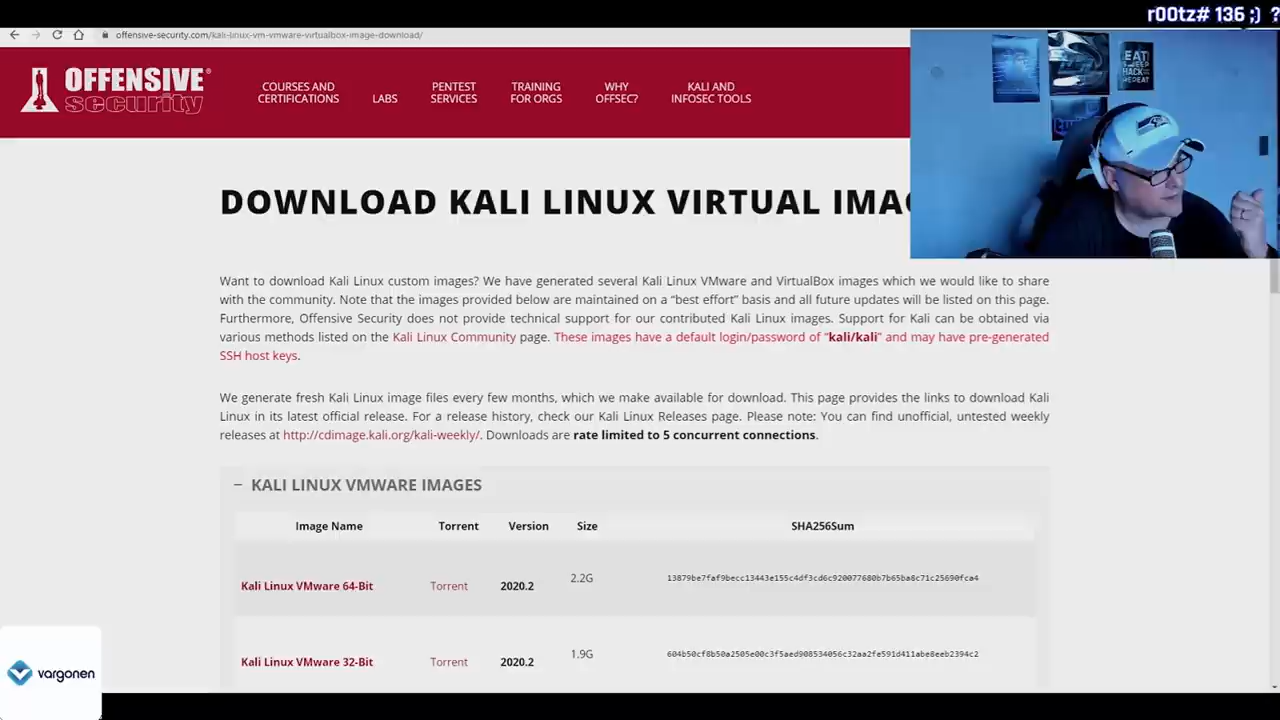 r00tz# 136 ;) ?
offensive-security.com/kali-linux-vm-vmware-virtualbox-image-download/
OFFENSIVE
security
COURSES AND CERTIFICATIONS
LABS
PENTEST SERVICES
TRAINING FOR ORGS
WHY OFFSEC?
KALI AND INFOSEC TOOLS
EAT
SLEEP
HACK
REPEAT
DOWNLOAD KALI LINUX VIRTUAL IMAG
Want to download Kali Linux custom images? We have generated several Kali Linux VMware and VirtualBox images which we would like to share
with the community. Note that the images provided below are maintained on a “best effort” basis and all future updates will be listed on this page.
Furthermore, Offensive Security does not provide technical support for our contributed Kali Linux images. Support for Kali can be obtained via
various methods listed on the Kali Linux Community page. These images have a default login/password of “kali/kali” and may have pre-generated
SSH host keys.
We generate fresh Kali Linux image files every few months, which we make available for download. This page provides the links to download Kali
Linux in its latest official release. For a release history, check our Kali Linux Releases page. Please note: You can find unofficial, untested weekly
releases at http://cdimage.kali.org/kali-weekly/. Downloads are rate limited to 5 concurrent connections.
− KALI LINUX VMWARE IMAGES
Image Name Torrent Version Size SHA256Sum
Kali Linux VMware 64-Bit Torrent 2020.2 2.2G 13879be7faf9becc13443e155c4df3cd6c920077680b7b65ba8c71c25690fca4
Kali Linux VMware 32-Bit Torrent 2020.2 1.9G 604b50cf8b50a2505e00c3f5aed908534056c32aa2fe591d411abe8eeb2394c2
vargonen